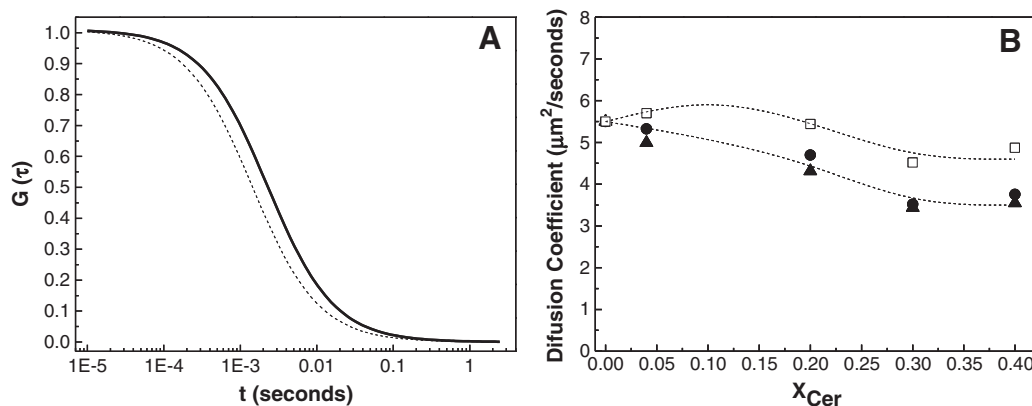 A
G (τ)
1.0
0.9
0.8
0.7
0.6
0.5
0.4
0.3
0.2
0.1
0.0
1E-5 1E-4 1E-3 0.01 0.1 1
t (seconds)
B
Difusion Coefficient (μm²/seconds)
8
7
6
5
4
3
2
1
0
0.00 0.05 0.10 0.15 0.20 0.25 0.30 0.35 0.40
X_Cer